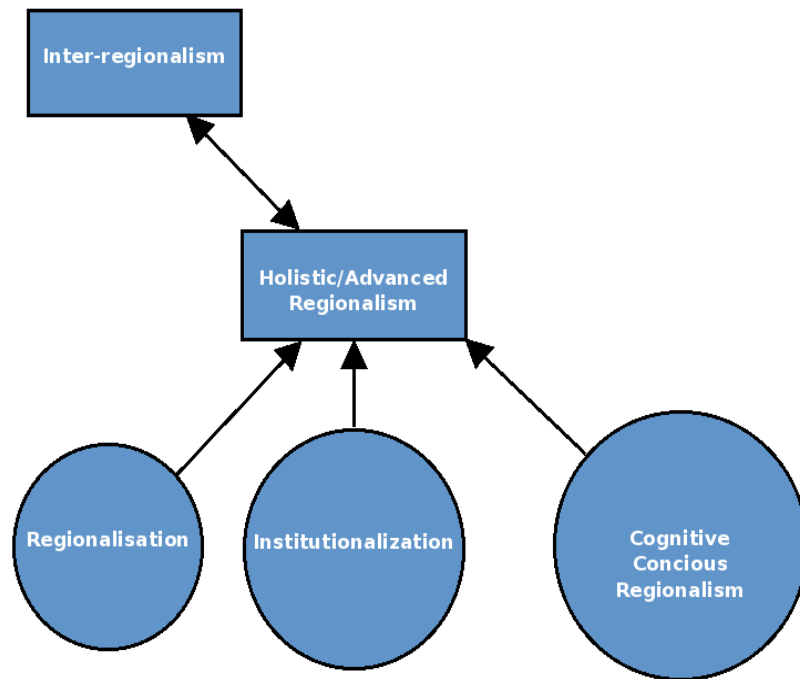 Inter-regionalism
Holistic/Advanced
Regionalism
Regionalisation
Institutionalization
Cognitive
Concious
Regionalism